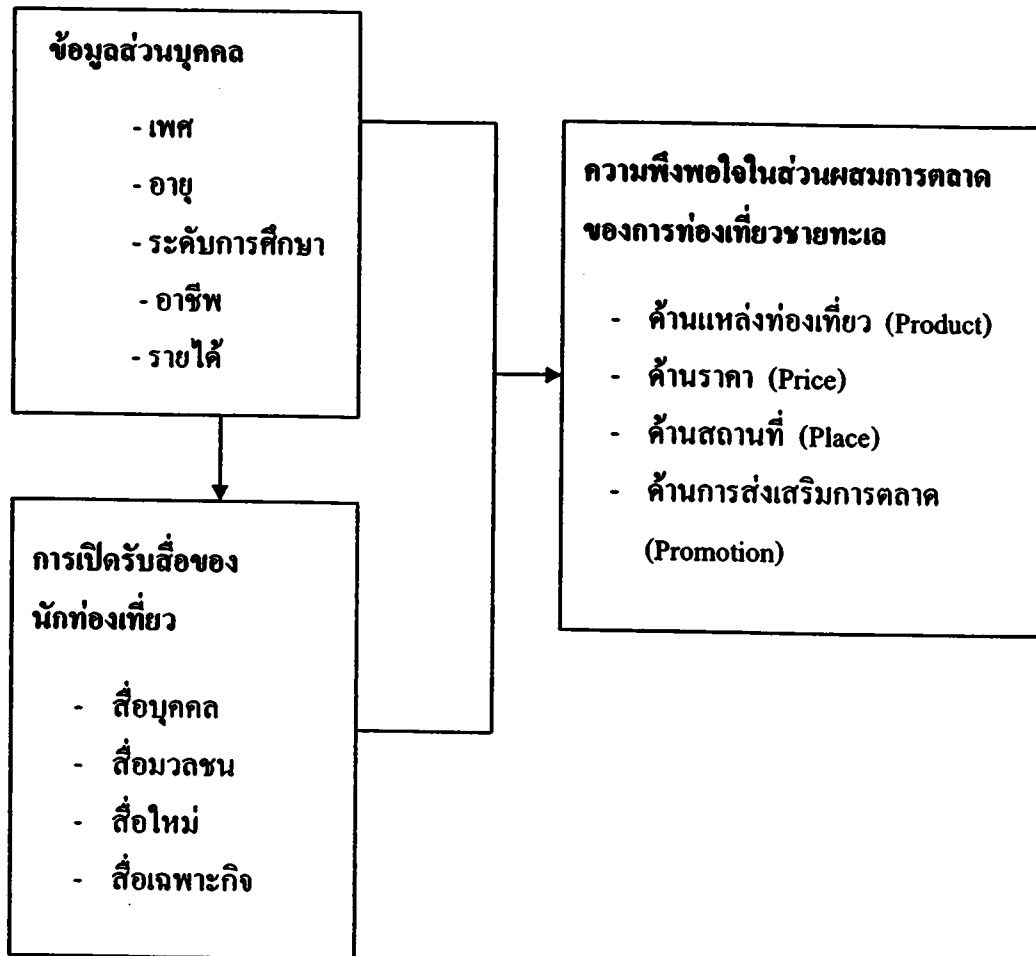 ข้อมูลส่วนบุคคล
- เพศ
- อายุ
- ระดับการศึกษา
- อาชีพ
- รายได้
ความพึงพอใจในส่วนผสมการตลาด
ของการท่องเที่ยวชายทะเล
- ด้านแหล่งท่องเที่ยว (Product)
- ด้านราคา (Price)
- ด้านสถานที่ (Place)
- ด้านการส่งเสริมการตลาด
(Promotion)
การเปิดรับสื่อของ
นักท่องเที่ยว
- สื่อบุคคล
- สื่อมวลชน
- สื่อใหม่
- สื่อเฉพาะกิจ